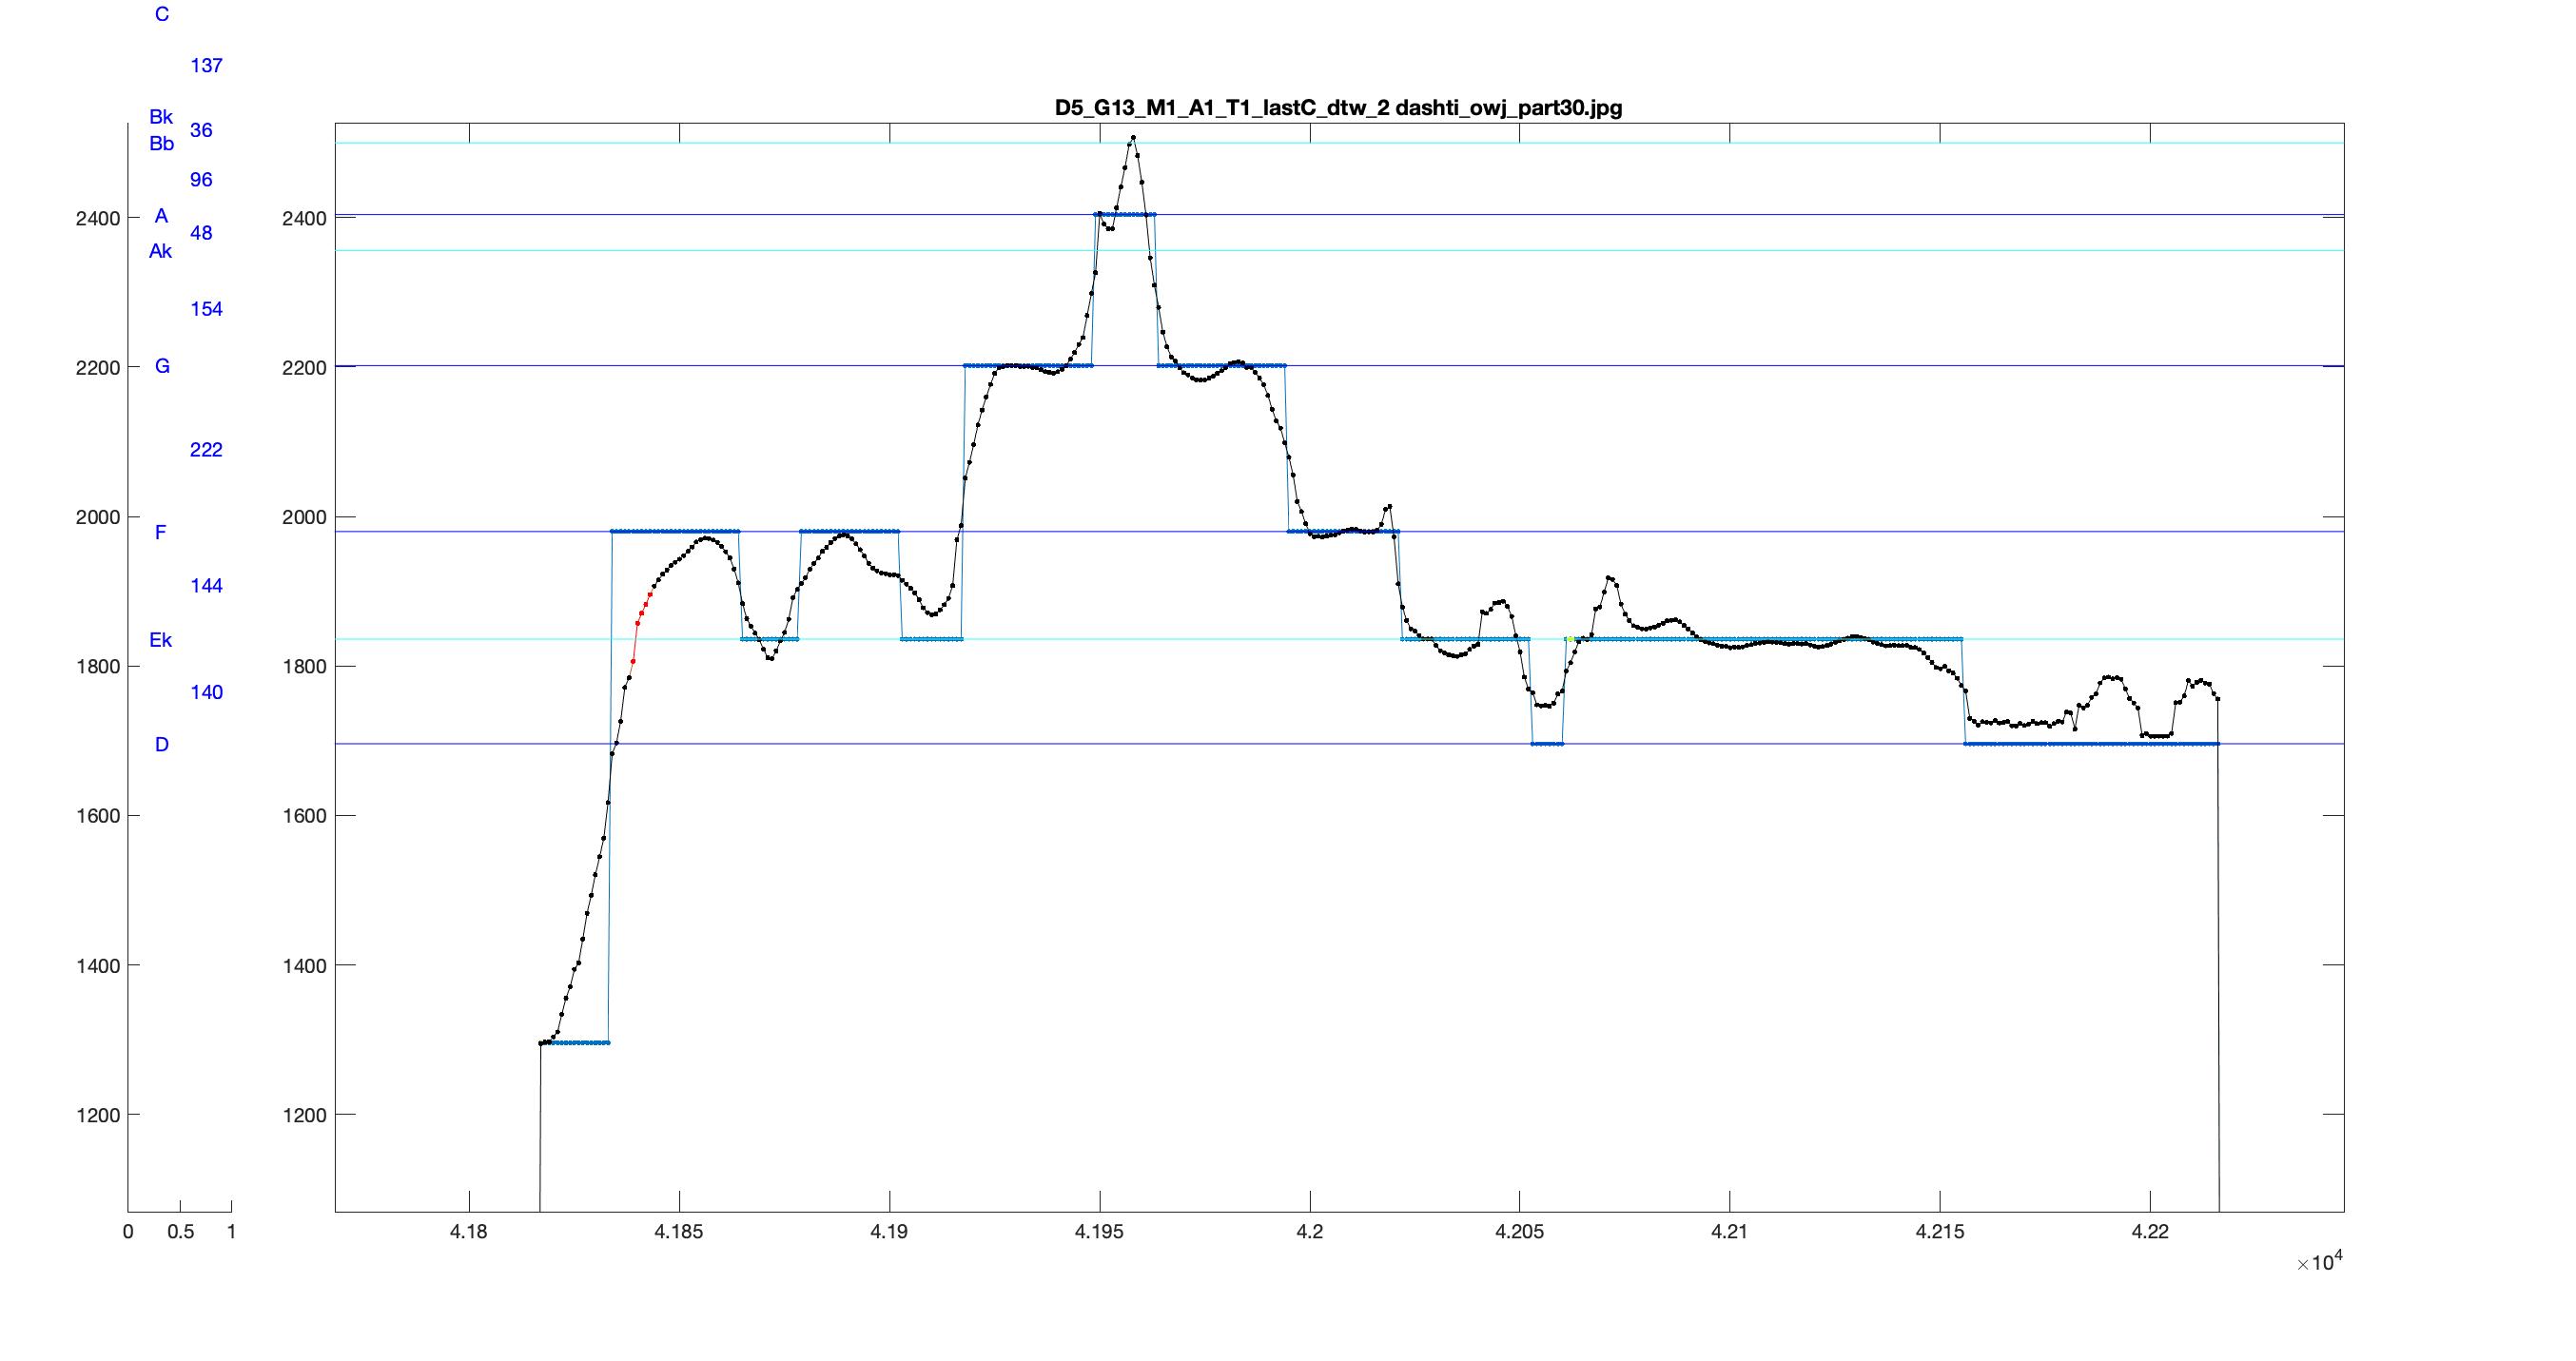 C
137
D5_G13_M1_A1_T1_lastC_dtw_2 dashti_owj_part30.jpg
Bk
36
Bb
96
2400 A 2400
48
Ak
154
2200 G 2200
222
2000 F 2000
144
Ek
1800 1800
140
D
1600 1600
1400 1400
1200 1200
0 0.5 1 4.18 4.185 4.19 4.195 4.2 4.205 4.21 4.215 4.22
×10^4